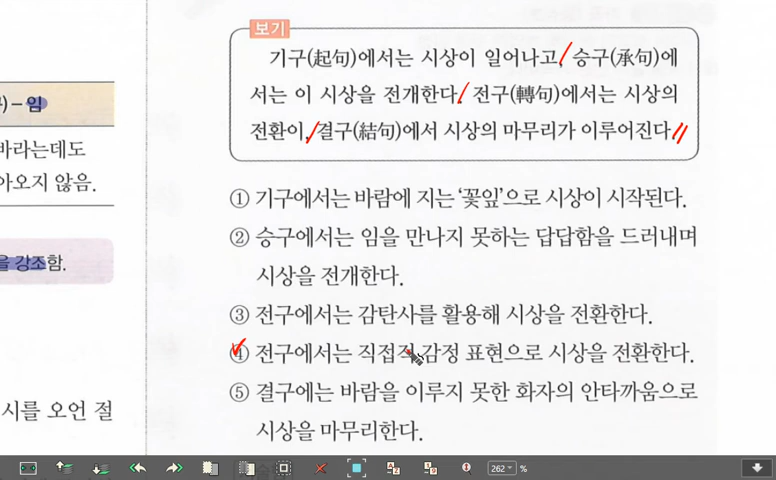 보기
기구(起句)에서는 시상이 일어나고, 승구(承句)에
서는 이 시상을 전개한다. 전구(轉句)에서는 시상의
전환이, 결구(結句)에서 시상의 마무리가 이루어진다.
) – 임
바라는데도
아오지 않음.
을 강조함.
시를 오언 절
① 기구에서는 바람에 지는 ‘꽃잎’으로 시상이 시작된다.
② 승구에서는 임을 만나지 못하는 답답함을 드러내며
시상을 전개한다.
③ 전구에서는 감탄사를 활용해 시상을 전환한다.
④ 전구에서는 직접적 감정 표현으로 시상을 전환한다.
⑤ 결구에는 바람을 이루지 못한 화자의 안타까움으로
시상을 마무리한다.
262 %